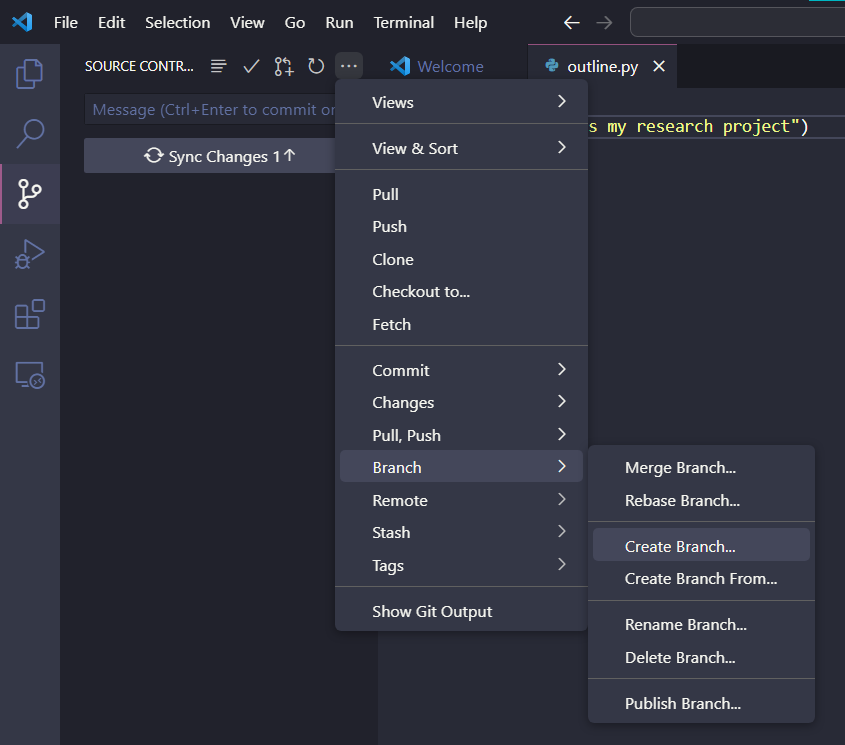 File Edit Selection View Go Run Terminal Help
SOURCE CONTR...
Welcome
outline.py
Message (Ctrl+Enter to commit or
s my research project")
Sync Changes 1↑
Views
View & Sort
Pull
Push
Clone
Checkout to...
Fetch
Commit
Changes
Pull, Push
Branch
Remote
Stash
Tags
Show Git Output
Merge Branch...
Rebase Branch...
Create Branch...
Create Branch From...
Rename Branch...
Delete Branch...
Publish Branch...